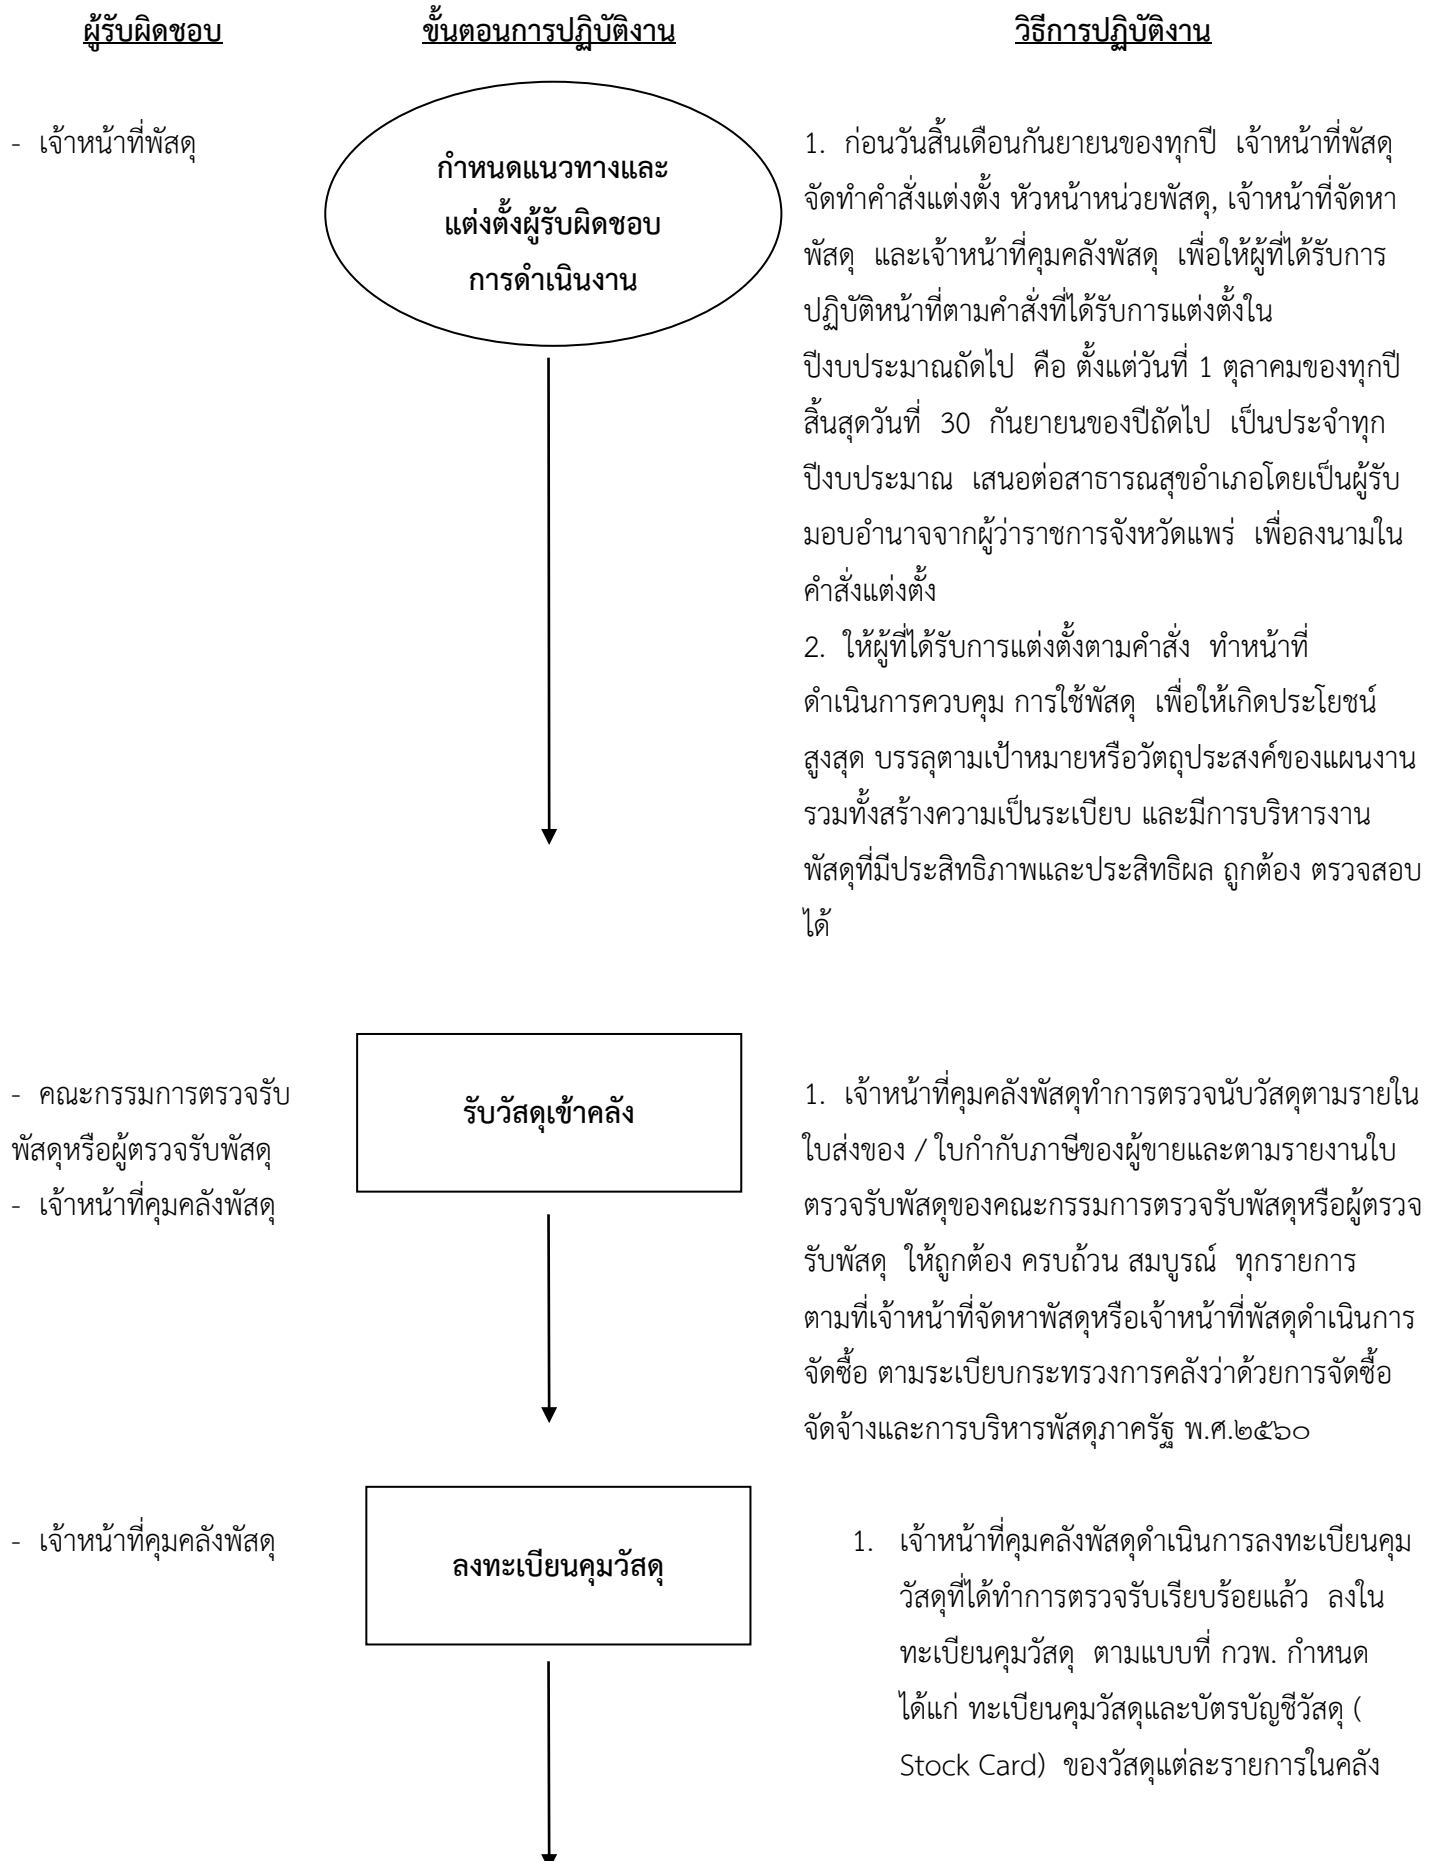 ผู้รับผิดชอบ
ขั้นตอนการปฏิบัติงาน
วิธีการปฏิบัติงาน
- เจ้าหน้าที่พัสดุ
กำหนดแนวทางและ
แต่งตั้งผู้รับผิดชอบ
การดำเนินงาน
1. ก่อนวันสิ้นเดือนกันยายนของทุกปี เจ้าหน้าที่พัสดุ
จัดทำคำสั่งแต่งตั้ง หัวหน้าหน่วยพัสดุ, เจ้าหน้าที่จัดหา
พัสดุ และเจ้าหน้าที่คุมคลังพัสดุ เพื่อให้ผู้ที่ได้รับการ
ปฏิบัติหน้าที่ตามคำสั่งที่ได้รับการแต่งตั้งใน
ปีงบประมาณถัดไป คือ ตั้งแต่วันที่ 1 ตุลาคมของทุกปี
สิ้นสุดวันที่ 30 กันยายนของปีถัดไป เป็นประจำทุก
ปีงบประมาณ เสนอต่อสาธารณสุขอำเภอโดยเป็นผู้รับ
มอบอำนาจจากผู้ว่าราชการจังหวัดแพร่ เพื่อลงนามใน
คำสั่งแต่งตั้ง
2. ให้ผู้ที่ได้รับการแต่งตั้งตามคำสั่ง ทำหน้าที่
ดำเนินการควบคุม การใช้พัสดุ เพื่อให้เกิดประโยชน์
สูงสุด บรรลุตามเป้าหมายหรือวัตถุประสงค์ของแผนงาน
รวมทั้งสร้างความเป็นระเบียบ และมีการบริหารงาน
พัสดุที่มีประสิทธิภาพและประสิทธิผล ถูกต้อง ตรวจสอบ
ได้
- คณะกรรมการตรวจรับ
พัสดุหรือผู้ตรวจรับพัสดุ
- เจ้าหน้าที่คุมคลังพัสดุ
รับวัสดุเข้าคลัง
1. เจ้าหน้าที่คุมคลังพัสดุทำการตรวจนับวัสดุตามรายใน
ใบส่งของ / ใบกำกับภาษีของผู้ขายและตามรายงานใบ
ตรวจรับพัสดุของคณะกรรมการตรวจรับพัสดุหรือผู้ตรวจ
รับพัสดุ ให้ถูกต้อง ครบถ้วน สมบูรณ์ ทุกรายการ
ตามที่เจ้าหน้าที่จัดหาพัสดุหรือเจ้าหน้าที่พัสดุดำเนินการ
จัดซื้อ ตามระเบียบกระทรวงการคลังว่าด้วยการจัดซื้อ
จัดจ้างและการบริหารพัสดุภาครัฐ พ.ศ.๒๕๖๐
- เจ้าหน้าที่คุมคลังพัสดุ
ลงทะเบียนคุมวัสดุ
1. เจ้าหน้าที่คุมคลังพัสดุดำเนินการลงทะเบียนคุม
วัสดุที่ได้ทำการตรวจรับเรียบร้อยแล้ว ลงใน
ทะเบียนคุมวัสดุ ตามแบบที่ กวพ. กำหนด
ได้แก่ ทะเบียนคุมวัสดุและบัตรบัญชีวัสดุ (
Stock Card) ของวัสดุแต่ละรายการในคลัง